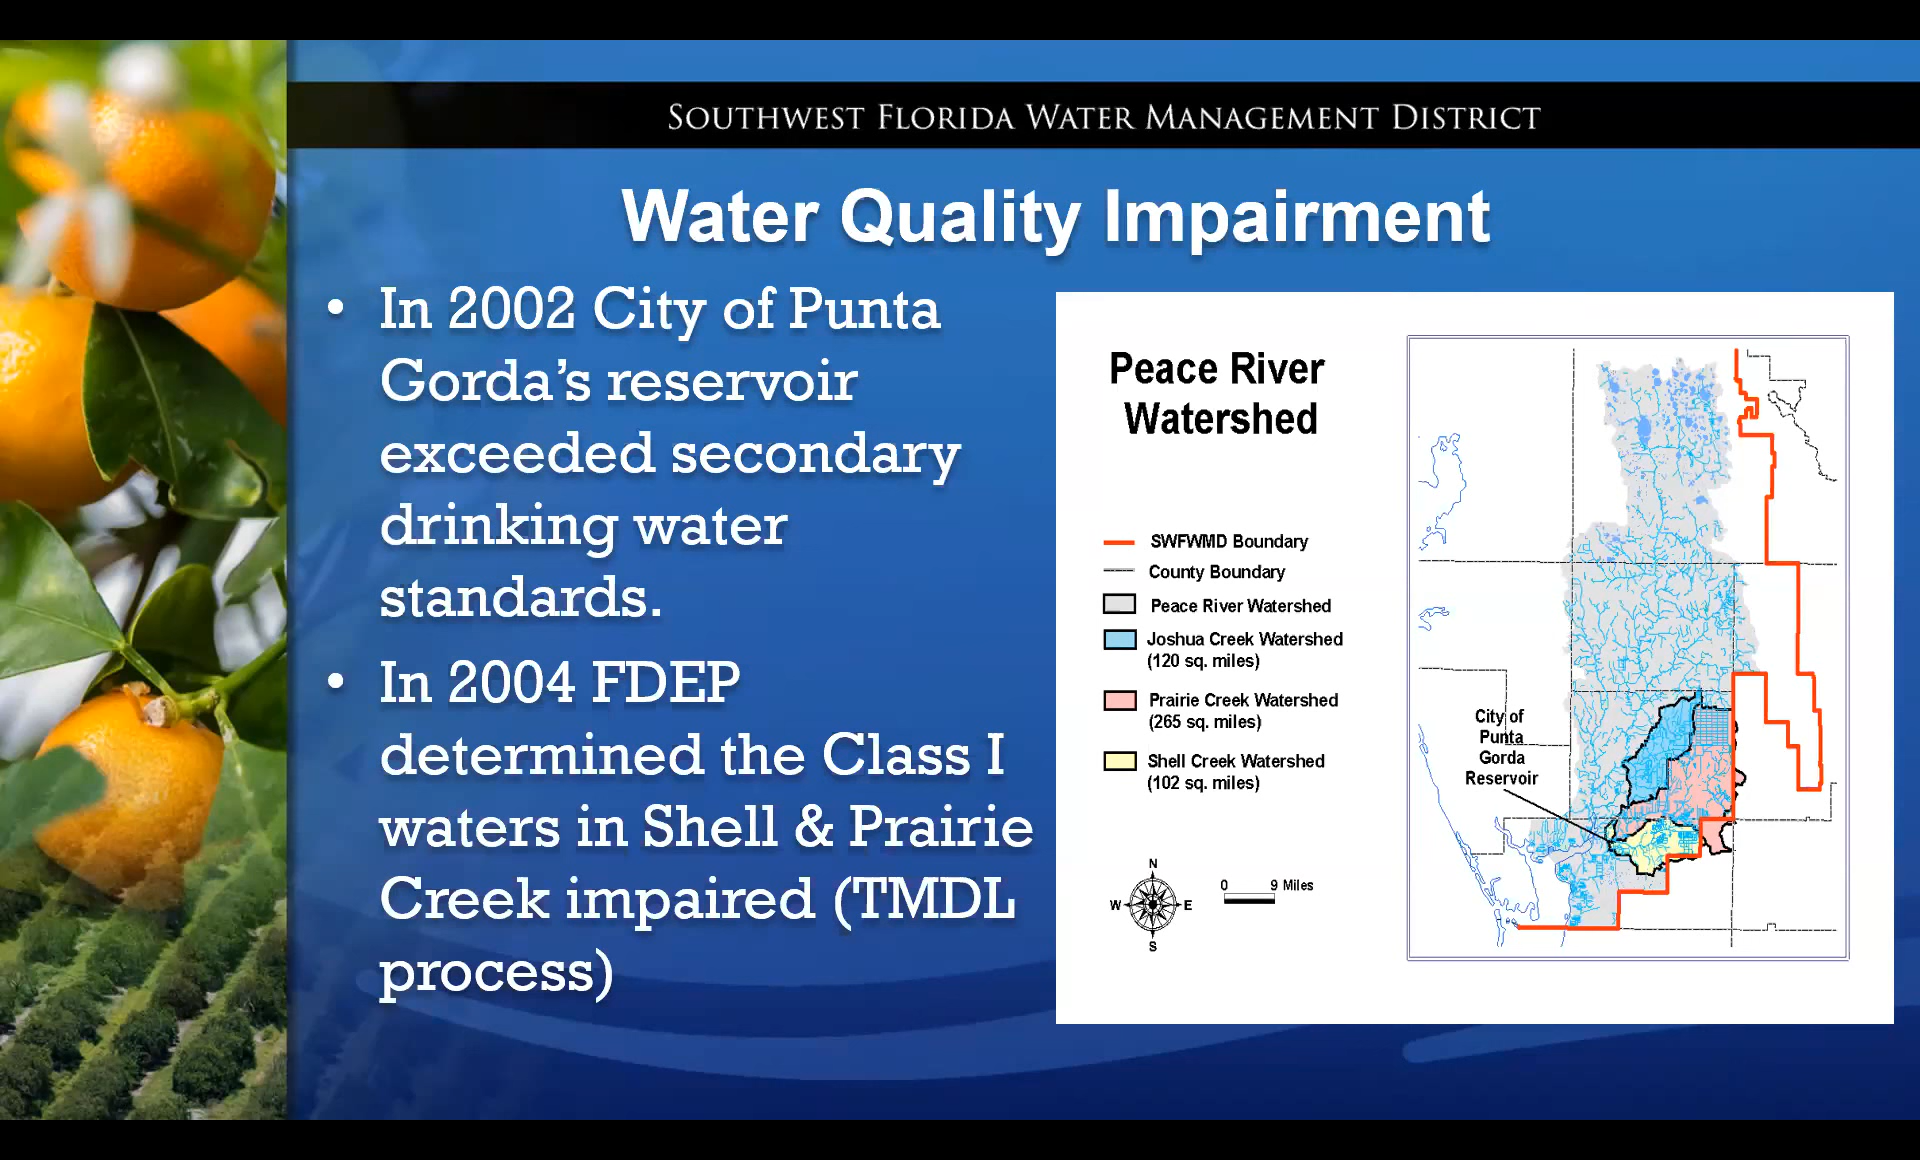 SOUTHWEST FLORIDA WATER MANAGEMENT DISTRICT
Water Quality Impairment
• In 2002 City of Punta
Gorda’s reservoir
exceeded secondary
drinking water
standards.
• In 2004 FDEP
determined the Class I
waters in Shell & Prairie
Creek impaired (TMDL
process)
Peace River
Watershed
SWFWMD Boundary
County Boundary
Peace River Watershed
Joshua Creek Watershed
(120 sq. miles)
Prairie Creek Watershed
(265 sq. miles)
Shell Creek Watershed
(102 sq. miles)
N
W E
S
0 9 Miles
City of
Punta
Gorda
Reservoir